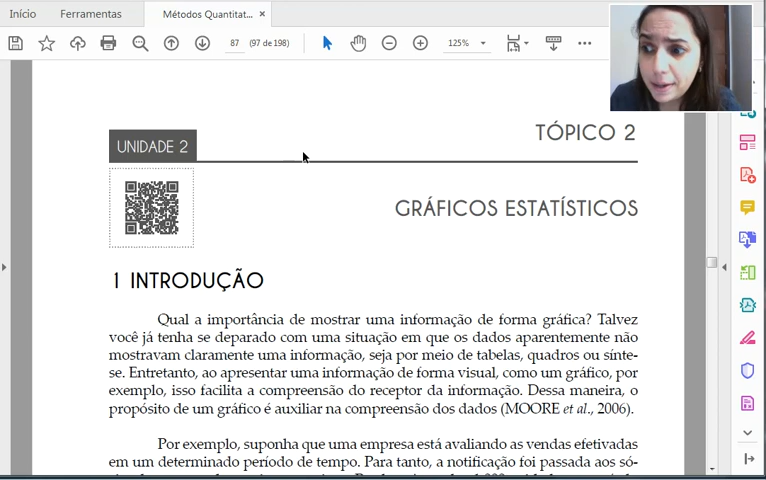 Início
Ferramentas
Métodos Quantitat... ×
87 (97 de 198)
125%
UNIDADE 2
TÓPICO 2
GRÁFICOS ESTATÍSTICOS
1 INTRODUÇÃO
Qual a importância de mostrar uma informação de forma gráfica? Talvez
você já tenha se deparado com uma situação em que os dados aparentemente não
mostravam claramente uma informação, seja por meio de tabelas, quadros ou sínte-
se. Entretanto, ao apresentar uma informação de forma visual, como um gráfico, por
exemplo, isso facilita a compreensão do receptor da informação. Dessa maneira, o
propósito de um gráfico é auxiliar na compreensão dos dados (MOORE et al., 2006).
Por exemplo, suponha que uma empresa está avaliando as vendas efetivadas
em um determinado período de tempo. Para tanto, a notificação foi passada aos só-